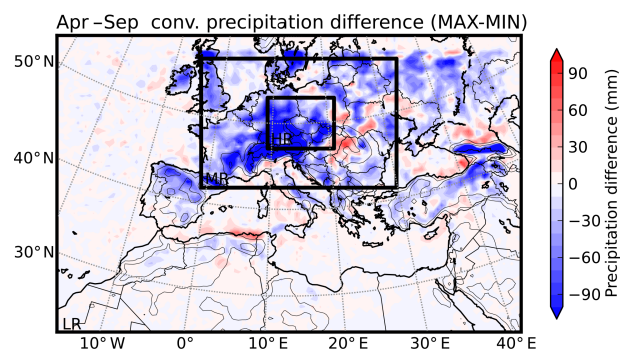 Apr–Sep conv. precipitation difference (MAX-MIN)
50°N
40°N
30°N
HR
MR
LR
10°W 0° 10°E 20°E 30°E 40°E
90
60
30
0
−30
−60
−90
Precipitation difference (mm)